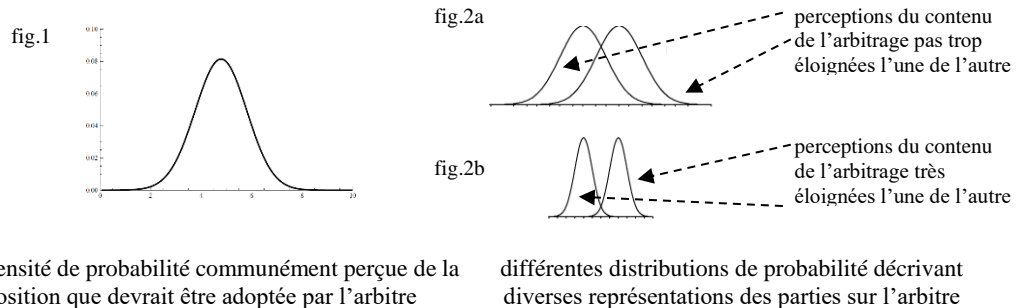 fig.1
0.10
0.08
0.06
0.04
0.02
0.00
0 2 4 6 8
fig.2a
perceptions du contenu
de l’arbitrage pas trop
éloignées l’une de l’autre
fig.2b
perceptions du contenu
de l’arbitrage très
éloignées l’une de l’autre
ensité de probabilité communément perçue de la
osition que devrait être adoptée par l’arbitre
différentes distributions de probabilité décrivant
diverses représentations des parties sur l’arbitre